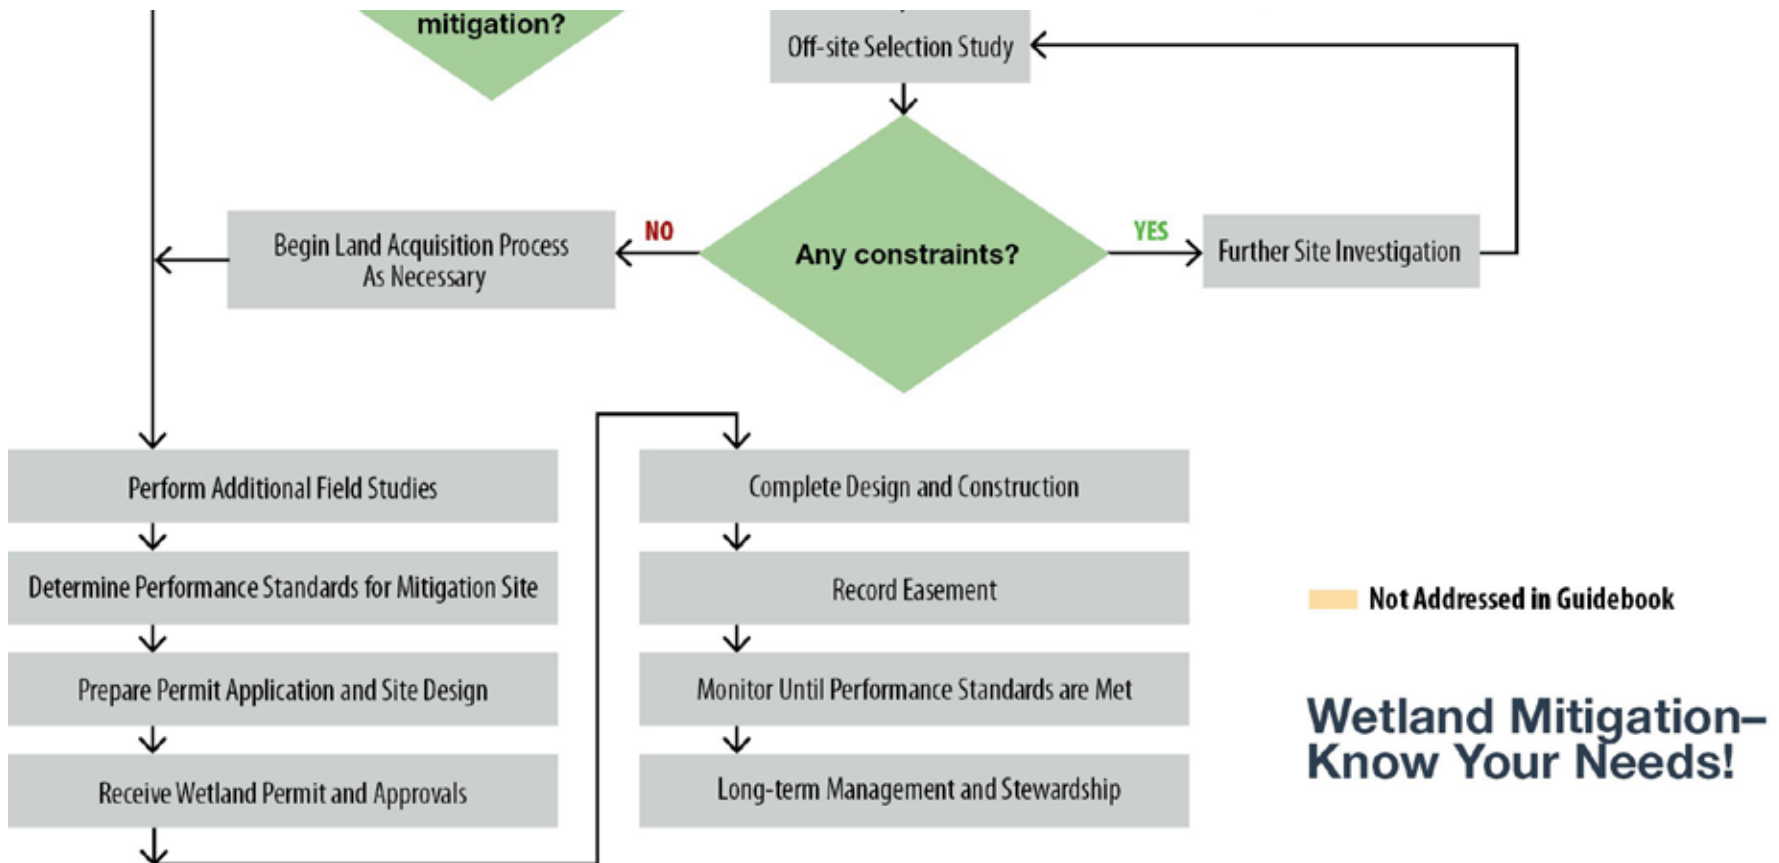 mitigation?
Off-site Selection Study
NO
YES
Begin Land Acquisition Process
As Necessary
Any constraints?
Further Site Investigation
Perform Additional Field Studies
Determine Performance Standards for Mitigation Site
Prepare Permit Application and Site Design
Receive Wetland Permit and Approvals
Complete Design and Construction
Record Easement
Monitor Until Performance Standards are Met
Long-term Management and Stewardship
Not Addressed in Guidebook
Wetland Mitigation–
Know Your Needs!